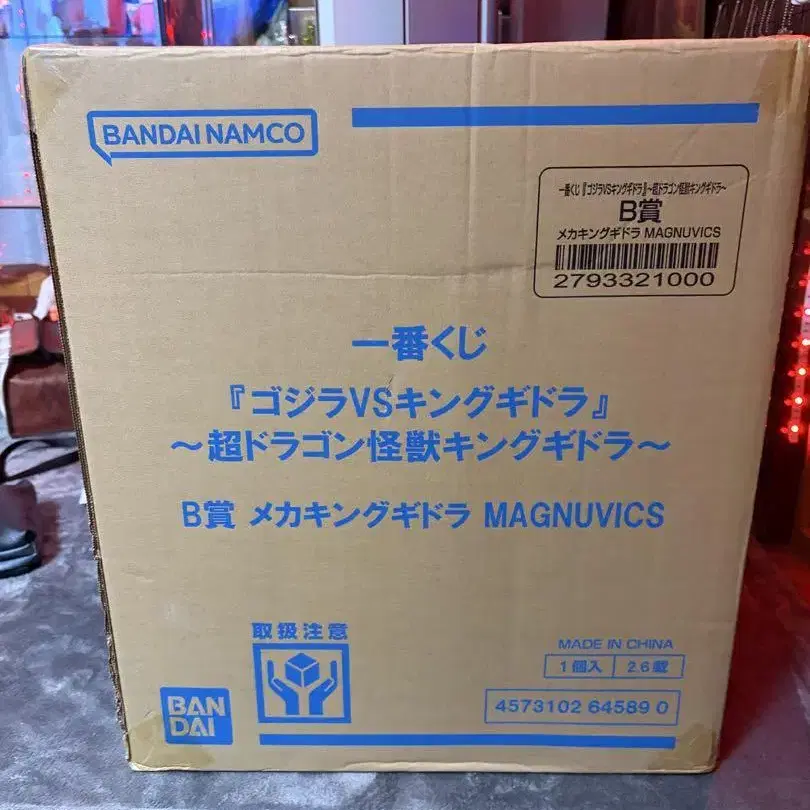 BANDAI NAMCO
一番くじ『ゴジラVSキングギドラ』~超ドラゴン怪獣キングギドラ~
B賞
メカキングギドラ MAGNUVICS
2793321000
一番くじ
『ゴジラVSキングギドラ』
~超ドラゴン怪獣キングギドラ~
B賞 メカキングギドラ MAGNUVICS
取扱注意
MADE IN CHINA
1個入 2.6歳
4573102 64589 0
BAN
DAI